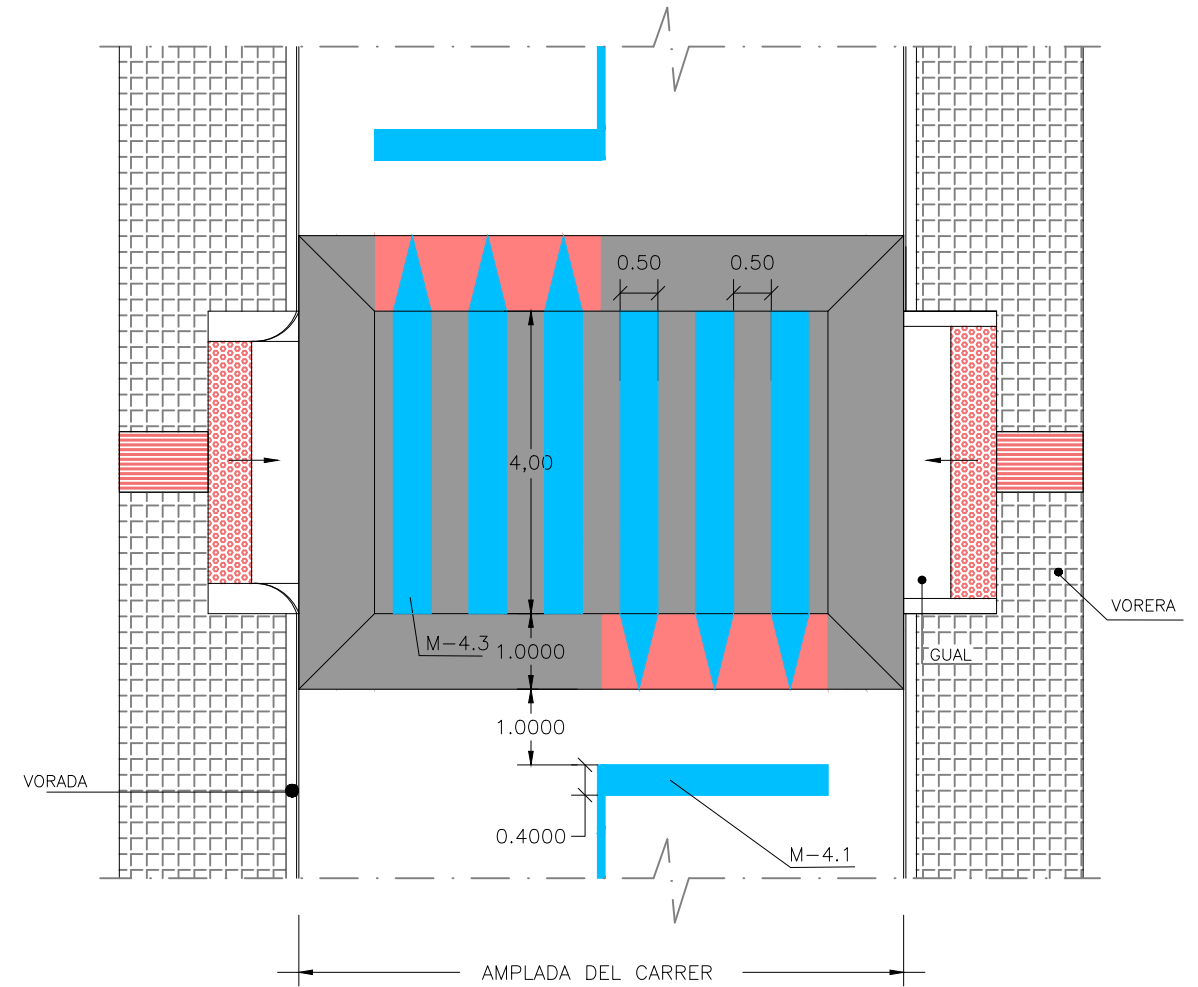 0.50
0.50
4,00
VORERA
M-4.3
1.0000
GUAL
1.0000
VORADA
0.4000
M-4.1
AMPLADA DEL CARRER